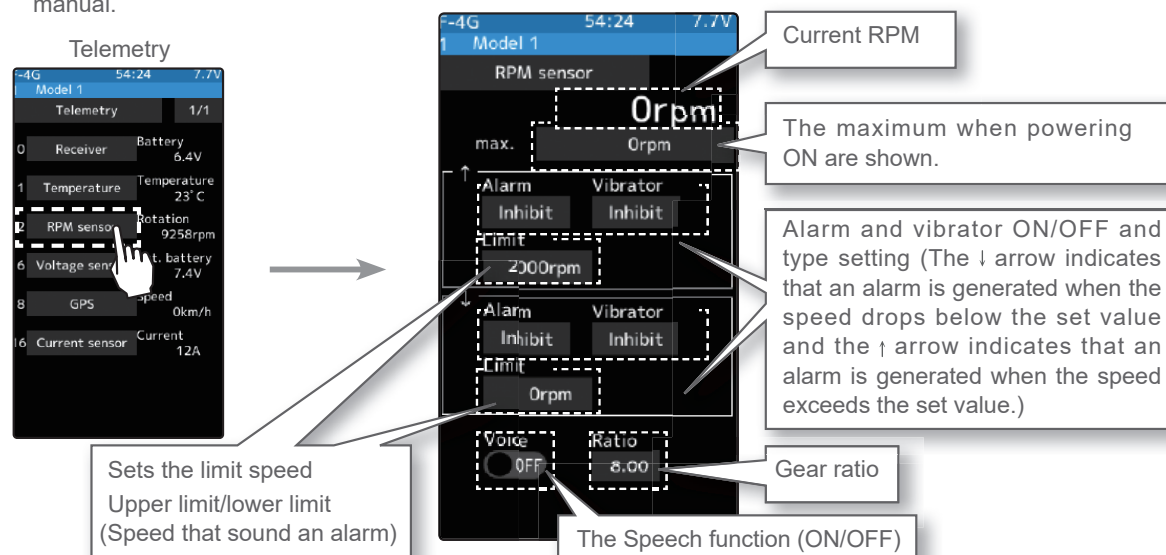 manual.
Telemetry
-4G 54:24 7.7V
Model 1
Telemetry 1/1
0 Receiver Battery
6.4V
1 Temperature Temperature
23°C
2 RPM sensor Rotation
9258rpm
6 Voltage sens t. battery
7.4V
8 GPS Speed
0km/h
16 Current sensor Current
12A
F-4G 54:24 7.7V
1 Model 1
RPM sensor
0rpm
max. 0rpm
↑
Alarm Vibrator
Inhibit Inhibit
Limit
2000rpm
↓
Alarm Vibrator
Inhibit Inhibit
Limit
0rpm
Voice Ratio
OFF 8.00
Current RPM
The maximum when powering
ON are shown.
Alarm and vibrator ON/OFF and
type setting (The ↓ arrow indicates
that an alarm is generated when the
speed drops below the set value
and the ↑ arrow indicates that an
alarm is generated when the speed
exceeds the set value.)
Gear ratio
Sets the limit speed
Upper limit/lower limit
(Speed that sound an alarm)
The Speech function (ON/OFF)